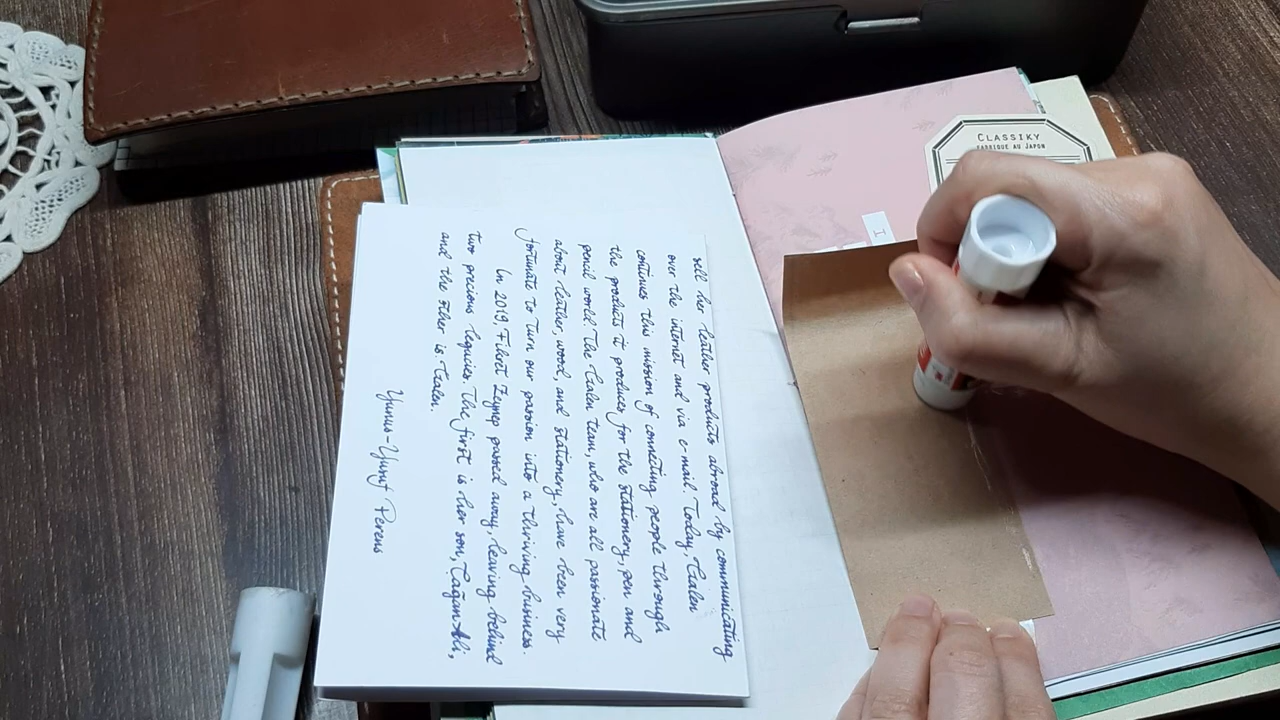 sell her leather products abroad by communicating
over the internet and via e-mail. Today, Galen
continues this mission of connecting people through
the products it produces for the stationery, pen and
pencil world. The Galen team, who are all passionate
about leather, wood, and stationery, have been very
fortunate to turn our passion into a thriving business.
In 2019, Fikret Zeynep passed away, leaving behind
two precious legacies. The first is her son, Çağan Ali;
and the other is Galen.
Yunus-Yusuf Perens
CLASSIKY
FABRIQUE AU JAPON
I